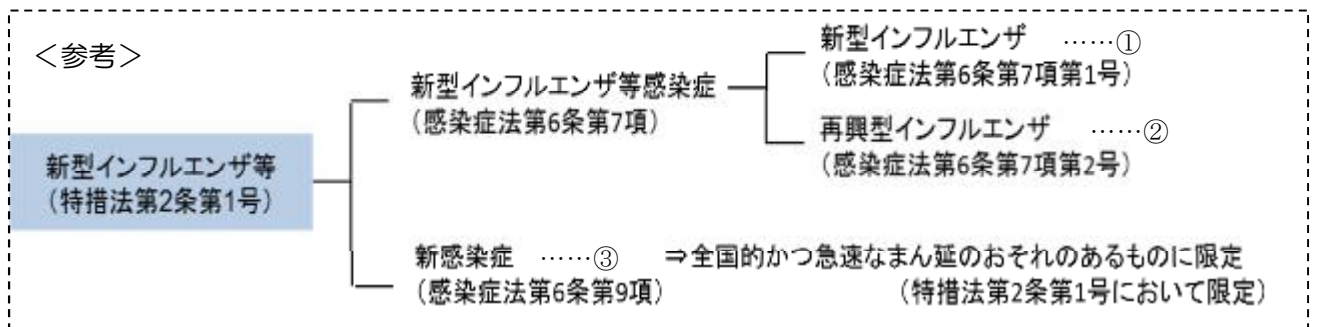 ＜参考＞
新型インフルエンザ等
（特措法第2条第1号）
新型インフルエンザ等感染症
（感染症法第6条第7項）
新型インフルエンザ ……①
（感染症法第6条第7項第1号）
再興型インフルエンザ ……②
（感染症法第6条第7項第2号）
新感染症 ……③ ⇒全国的かつ急速なまん延のおそれのあるものに限定
（感染症法第6条第9項） （特措法第2条第1号において限定）